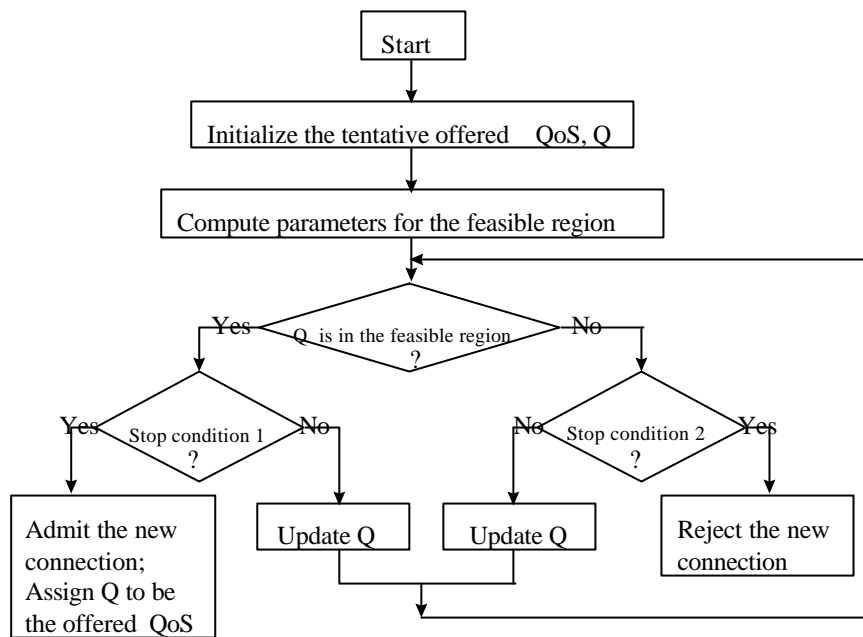 Start
Initialize the tentative offered QoS, Q
Compute parameters for the feasible region
Yes
Q is in the feasible region
?
No
Yes
Stop condition 1
?
No
No
Stop condition 2
?
Yes
Admit the new
connection;
Assign Q to be
the offered QoS
Update Q
Update Q
Reject the new
connection